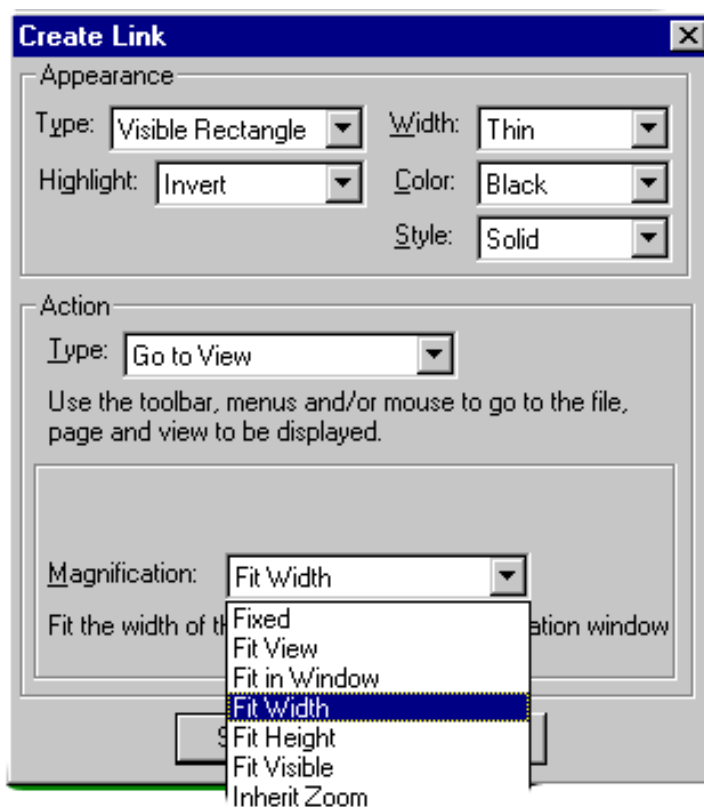 Create Link
Appearance
Type: Visible Rectangle Width: Thin
Highlight: Invert Color: Black
Style: Solid
Action
Type: Go to View
Use the toolbar, menus and/or mouse to go to the file,
page and view to be displayed.
Magnification: Fit Width
Fit the width of window
Fixed
Fit View
Fit in Window
Fit Width
Fit Height
Fit Visible
Inherit Zoom